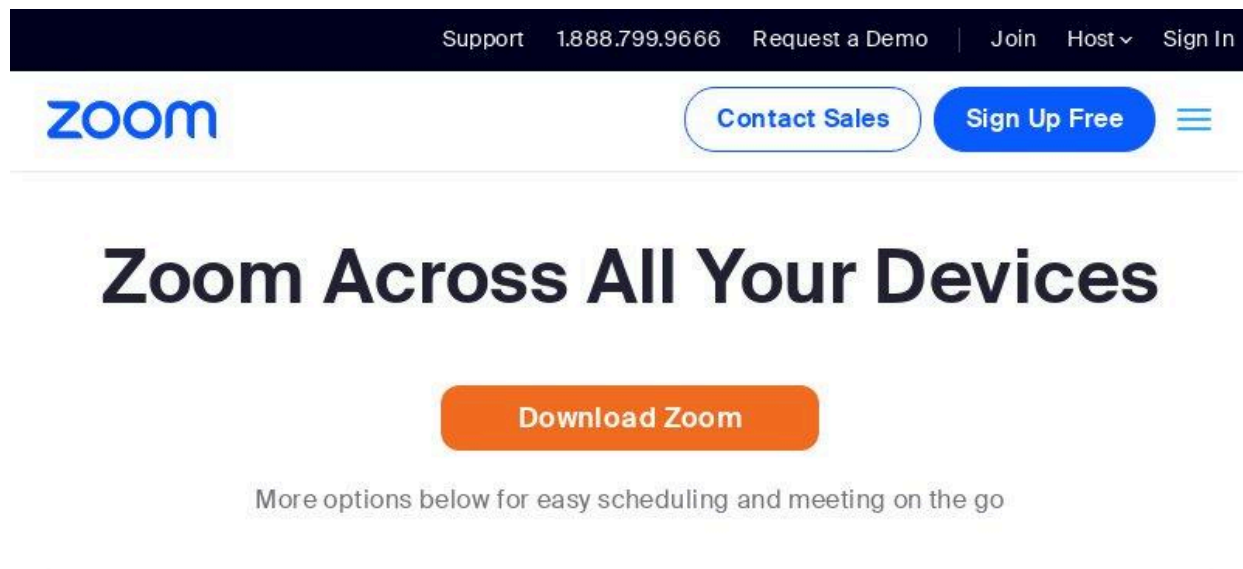 Support 1.888.799.9666 Request a Demo | Join Host Sign In
zoom Contact Sales Sign Up Free
Zoom Across All Your Devices
Download Zoom
More options below for easy scheduling and meeting on the go